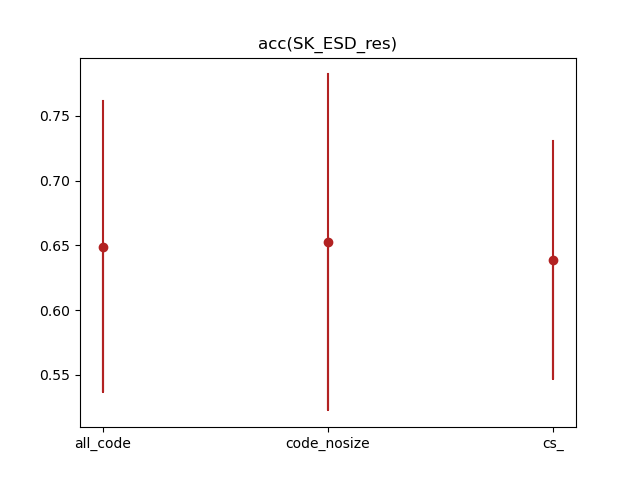 acc(SK_ESD_res)
0.75
0.70
0.65
0.60
0.55
all_code
code_nosize
cs_